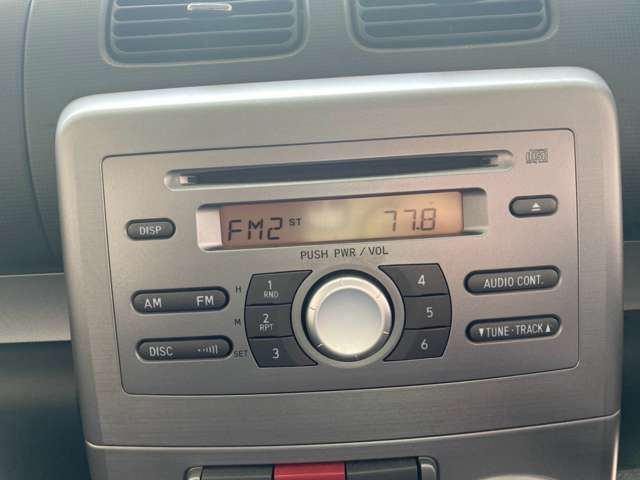 DISP
FM2 ST 77.8
PUSH PWR / VOL
AM FM
H 1 RND
M 2 RPT
SET 3
DISC
4
5
6
AUDIO CONT.
▼TUNE·TRACK▲